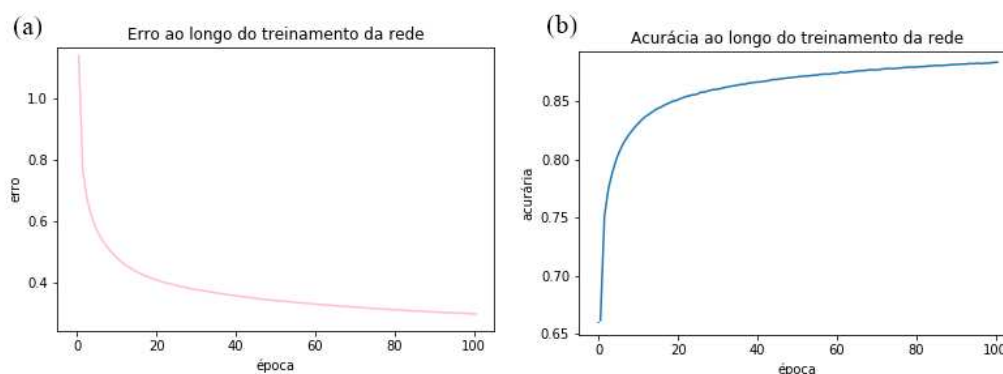 (a)
Erro ao longo do treinamento da rede
1.0
0.8
0.6
0.4
erro
0
20
40
60
80
100
época
(b)
Acurácia ao longo do treinamento da rede
0.85
0.80
0.75
0.70
0.65
acurária
0
20
40
60
80
100
época